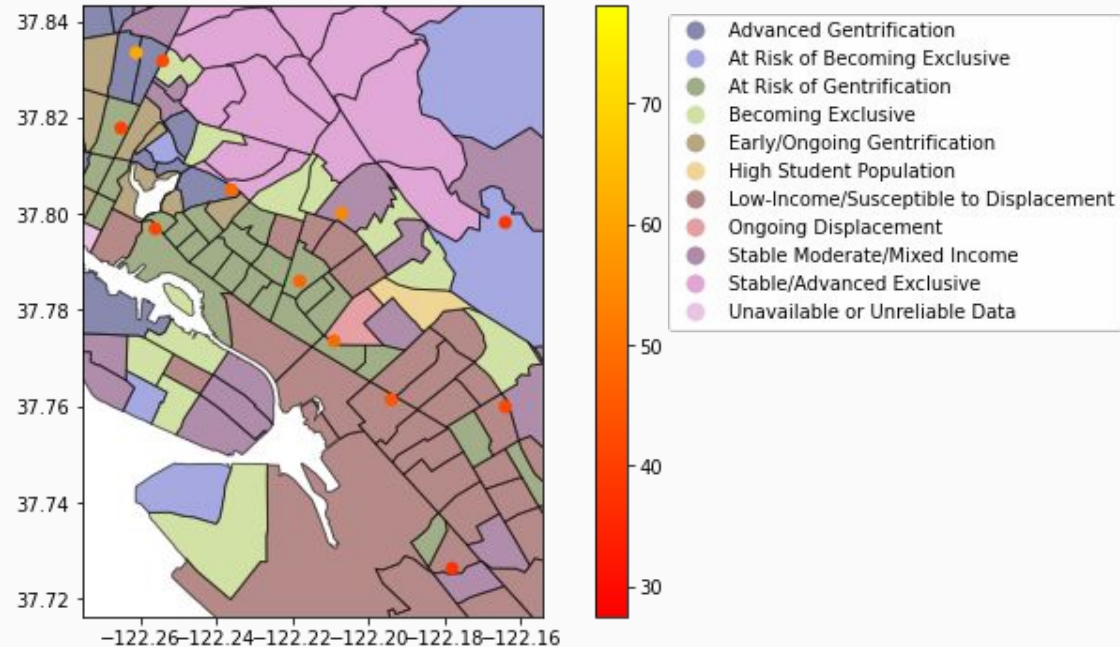 37.84
37.82
37.80
37.78
37.76
37.74
37.72
−122.26−122.24−122.22−122.20−122.18−122.16
70
60
50
40
30
Advanced Gentrification
At Risk of Becoming Exclusive
At Risk of Gentrification
Becoming Exclusive
Early/Ongoing Gentrification
High Student Population
Low-Income/Susceptible to Displacement
Ongoing Displacement
Stable Moderate/Mixed Income
Stable/Advanced Exclusive
Unavailable or Unreliable Data